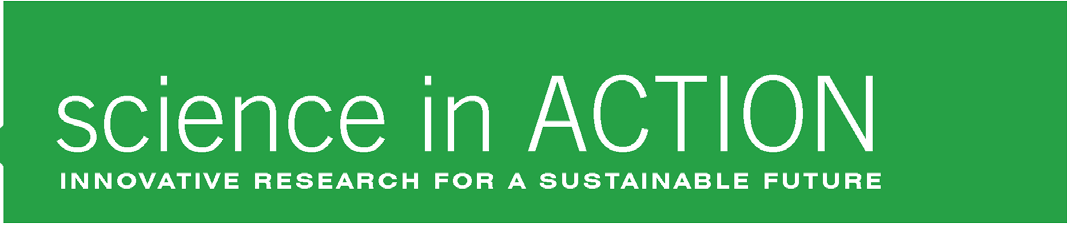 science in ACTION
INNOVATIVE RESEARCH FOR A SUSTAINABLE FUTURE